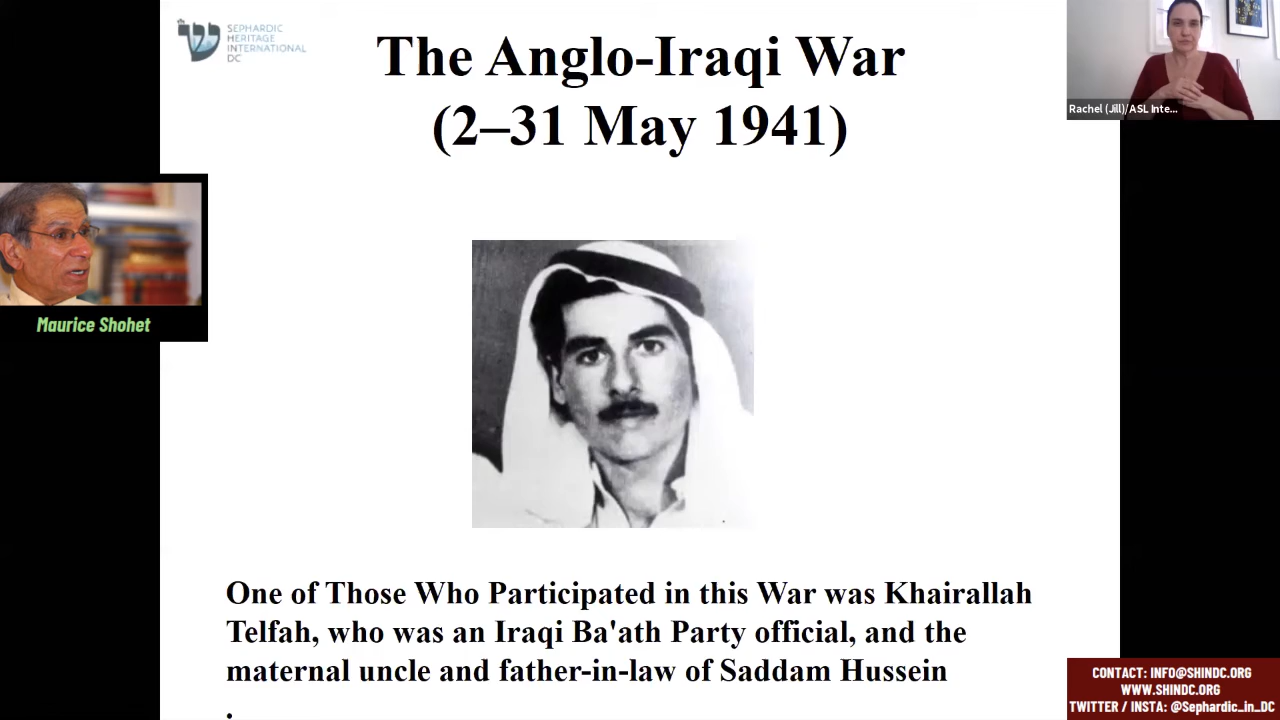 SEPHARDIC
HERITAGE
INTERNATIONAL
DC
The Anglo-Iraqi War
(2–31 May 1941)
Rachel (Jill)/ASL Inte...
Maurice Shohet
One of Those Who Participated in this War was Khairallah
Telfah, who was an Iraqi Ba'ath Party official, and the
maternal uncle and father-in-law of Saddam Hussein
.
CONTACT: INFO@SHINDC.ORG
WWW.SHINDC.ORG
TWITTER / INSTA: @Sephardic_in_DC